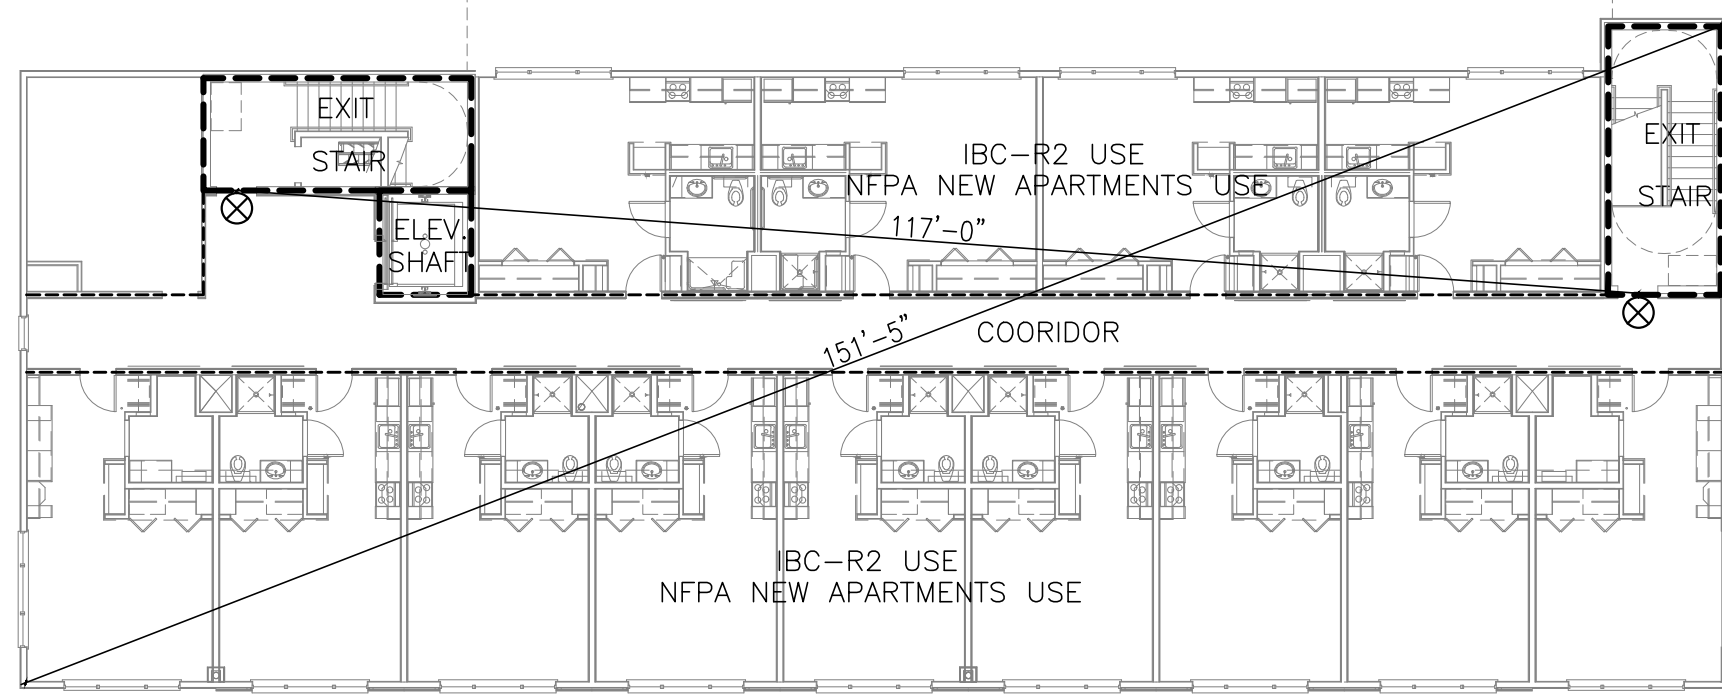 EXIT
STAIR
ELEV.
SHAFT
IBC-R2 USE
NFPA NEW APARTMENTS USE
117'-0"
EXIT
STAIR
COORIDOR
151'-5"
IBC-R2 USE
NFPA NEW APARTMENTS USE